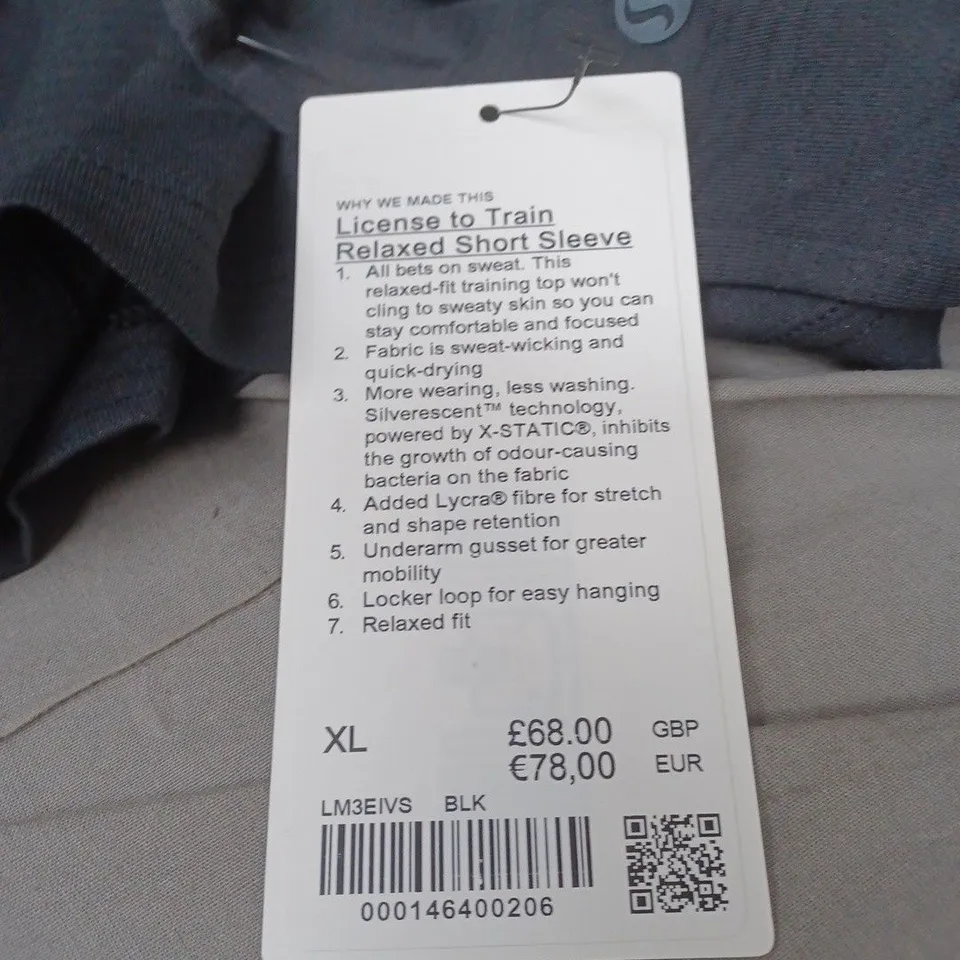 WHY WE MADE THIS
License to Train
Relaxed Short Sleeve
1. All bets on sweat. This
relaxed-fit training top won't
cling to sweaty skin so you can
stay comfortable and focused
2. Fabric is sweat-wicking and
quick-drying
3. More wearing, less washing.
Silverescent™ technology,
powered by X-STATIC®, inhibits
the growth of odour-causing
bacteria on the fabric
4. Added Lycra® fibre for stretch
and shape retention
5. Underarm gusset for greater
mobility
6. Locker loop for easy hanging
7. Relaxed fit
XL £68.00 GBP
€78,00 EUR
LM3EIVS BLK
000146400206